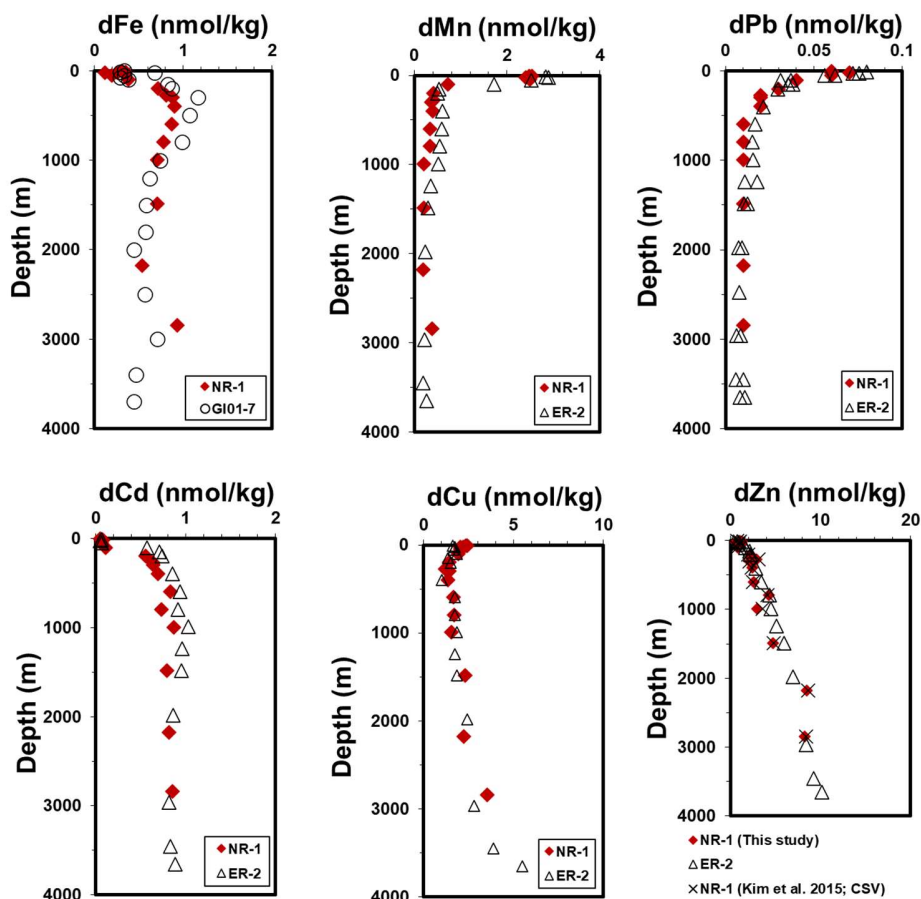 dFe (nmol/kg)
0 1 2
0
1000
2000
3000
4000
Depth (m)
NR-1
GI01-7
dMn (nmol/kg)
0 2 4
0
1000
2000
3000
4000
Depth (m)
NR-1
ER-2
dPb (nmol/kg)
0 0.05 0.1
0
1000
2000
3000
4000
Depth (m)
NR-1
ER-2
dCd (nmol/kg)
0 1 2
0
1000
2000
3000
4000
Depth (m)
NR-1
ER-2
dCu (nmol/kg)
0 5 10
0
1000
2000
3000
4000
Depth (m)
NR-1
ER-2
dZn (nmol/kg)
0 10 20
0
1000
2000
3000
4000
Depth (m)
NR-1 (This study)
ER-2
NR-1 (Kim et al. 2015; CSV)